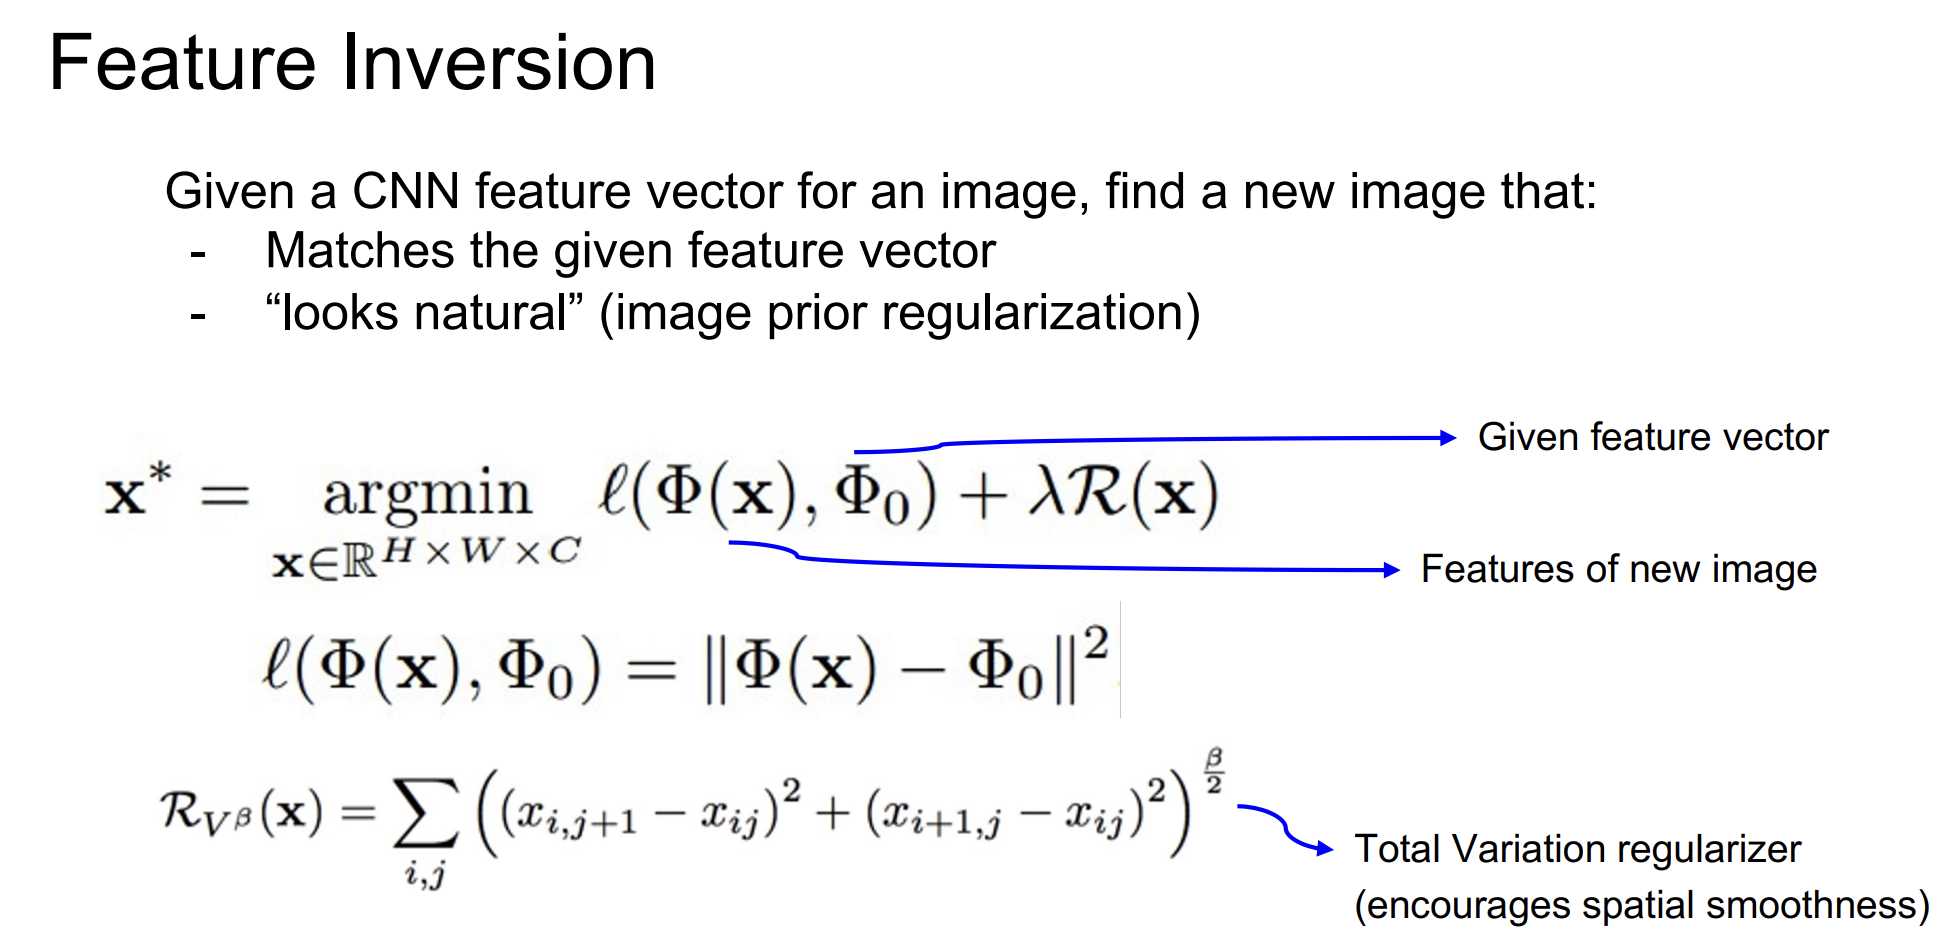 Feature Inversion
Given a CNN feature vector for an image, find a new image that:
- Matches the given feature vector
- “looks natural” (image prior regularization)
Given feature vector
$\mathbf{x}^* = \underset{\mathbf{x} \in \mathbb{R}^{H \times W \times C}}{\operatorname{argmin}} \ell(\Phi(\mathbf{x}), \Phi_0) + \lambda \mathcal{R}(\mathbf{x})$
Features of new image
$\ell(\Phi(\mathbf{x}), \Phi_0) = \|\Phi(\mathbf{x}) - \Phi_0\|^2$
$\mathcal{R}_{V^\beta}(\mathbf{x}) = \sum_{i,j} \left( (x_{i,j+1} - x_{ij})^2 + (x_{i+1,j} - x_{ij})^2 \right)^{\frac{\beta}{2}}$
Total Variation regularizer
(encourages spatial smoothness)